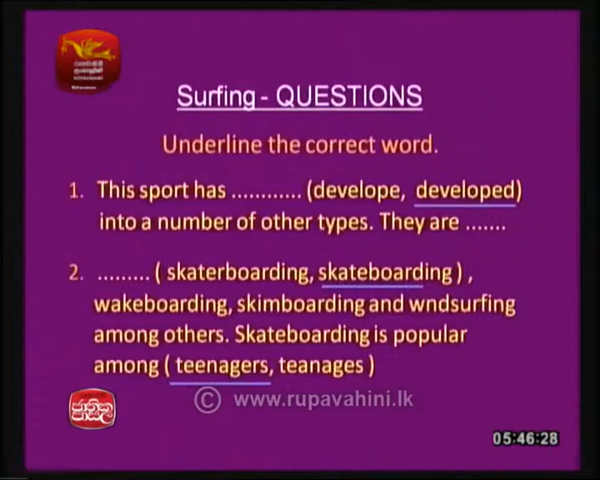 Surfing - QUESTIONS
Underline the correct word.
1. This sport has ............ (develope, developed)
into a number of other types. They are .......
2. ......... ( skaterboarding, skateboarding ) ,
wakeboarding, skimboarding and wndsurfing
among others. Skateboarding is popular
among ( teenagers, teanages )
© www.rupavahini.lk
05:46:28